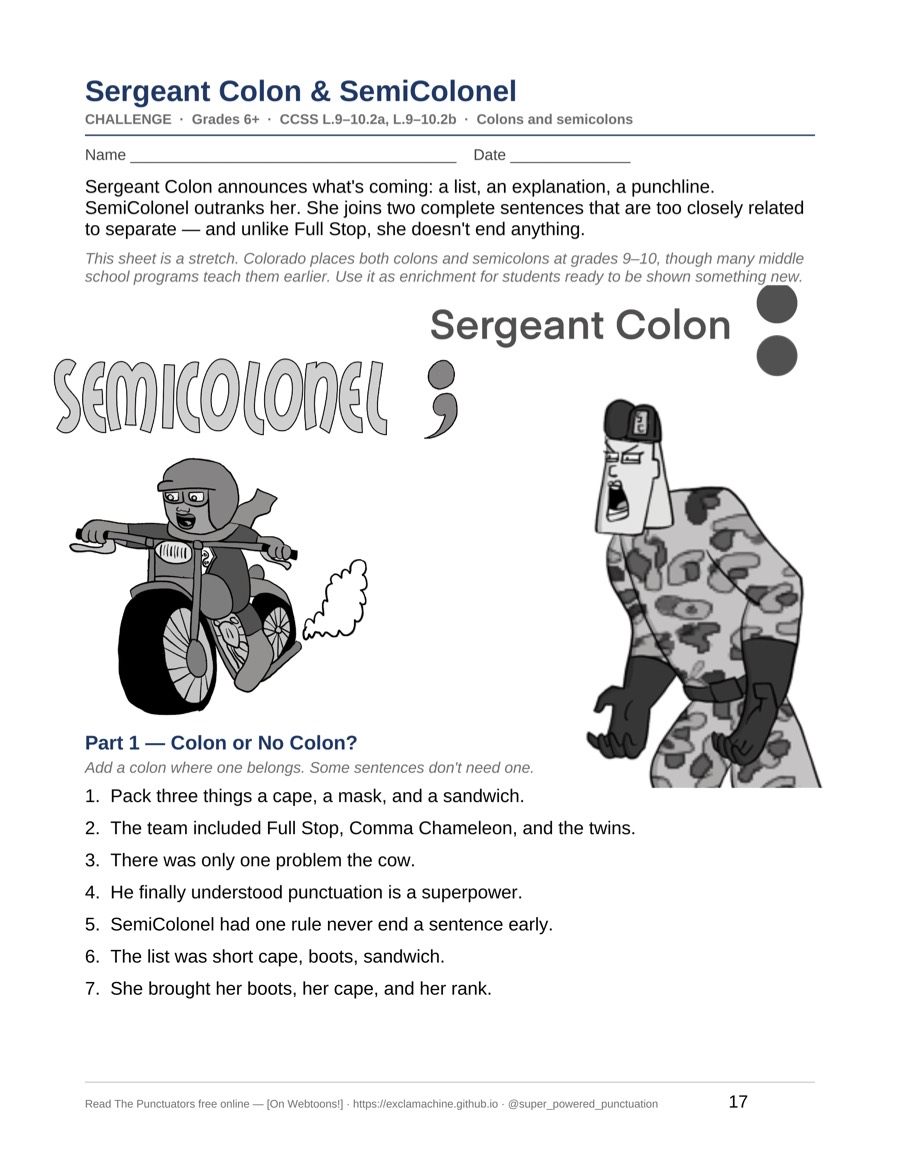 Sergeant Colon & SemiColonel
CHALLENGE · Grades 6+ · CCSS L.9–10.2a, L.9–10.2b · Colons and semicolons
Name ________________________________________ Date ______________
Sergeant Colon announces what's coming: a list, an explanation, a punchline.
SemiColonel outranks her. She joins two complete sentences that are too closely related
to separate — and unlike Full Stop, she doesn't end anything.
This sheet is a stretch. Colorado places both colons and semicolons at grades 9–10, though many middle
school programs teach them earlier. Use it as enrichment for students ready to be shown something new.
Sergeant Colon :
SEMICOLONEL ;
Part 1 — Colon or No Colon?
Add a colon where one belongs. Some sentences don't need one.
1. Pack three things a cape, a mask, and a sandwich.
2. The team included Full Stop, Comma Chameleon, and the twins.
3. There was only one problem the cow.
4. He finally understood punctuation is a superpower.
5. SemiColonel had one rule never end a sentence early.
6. The list was short cape, boots, sandwich.
7. She brought her boots, her cape, and her rank.
Read The Punctuators free online — [On Webtoons!] · https://exclamachine.github.io · @super_powered_punctuation 17